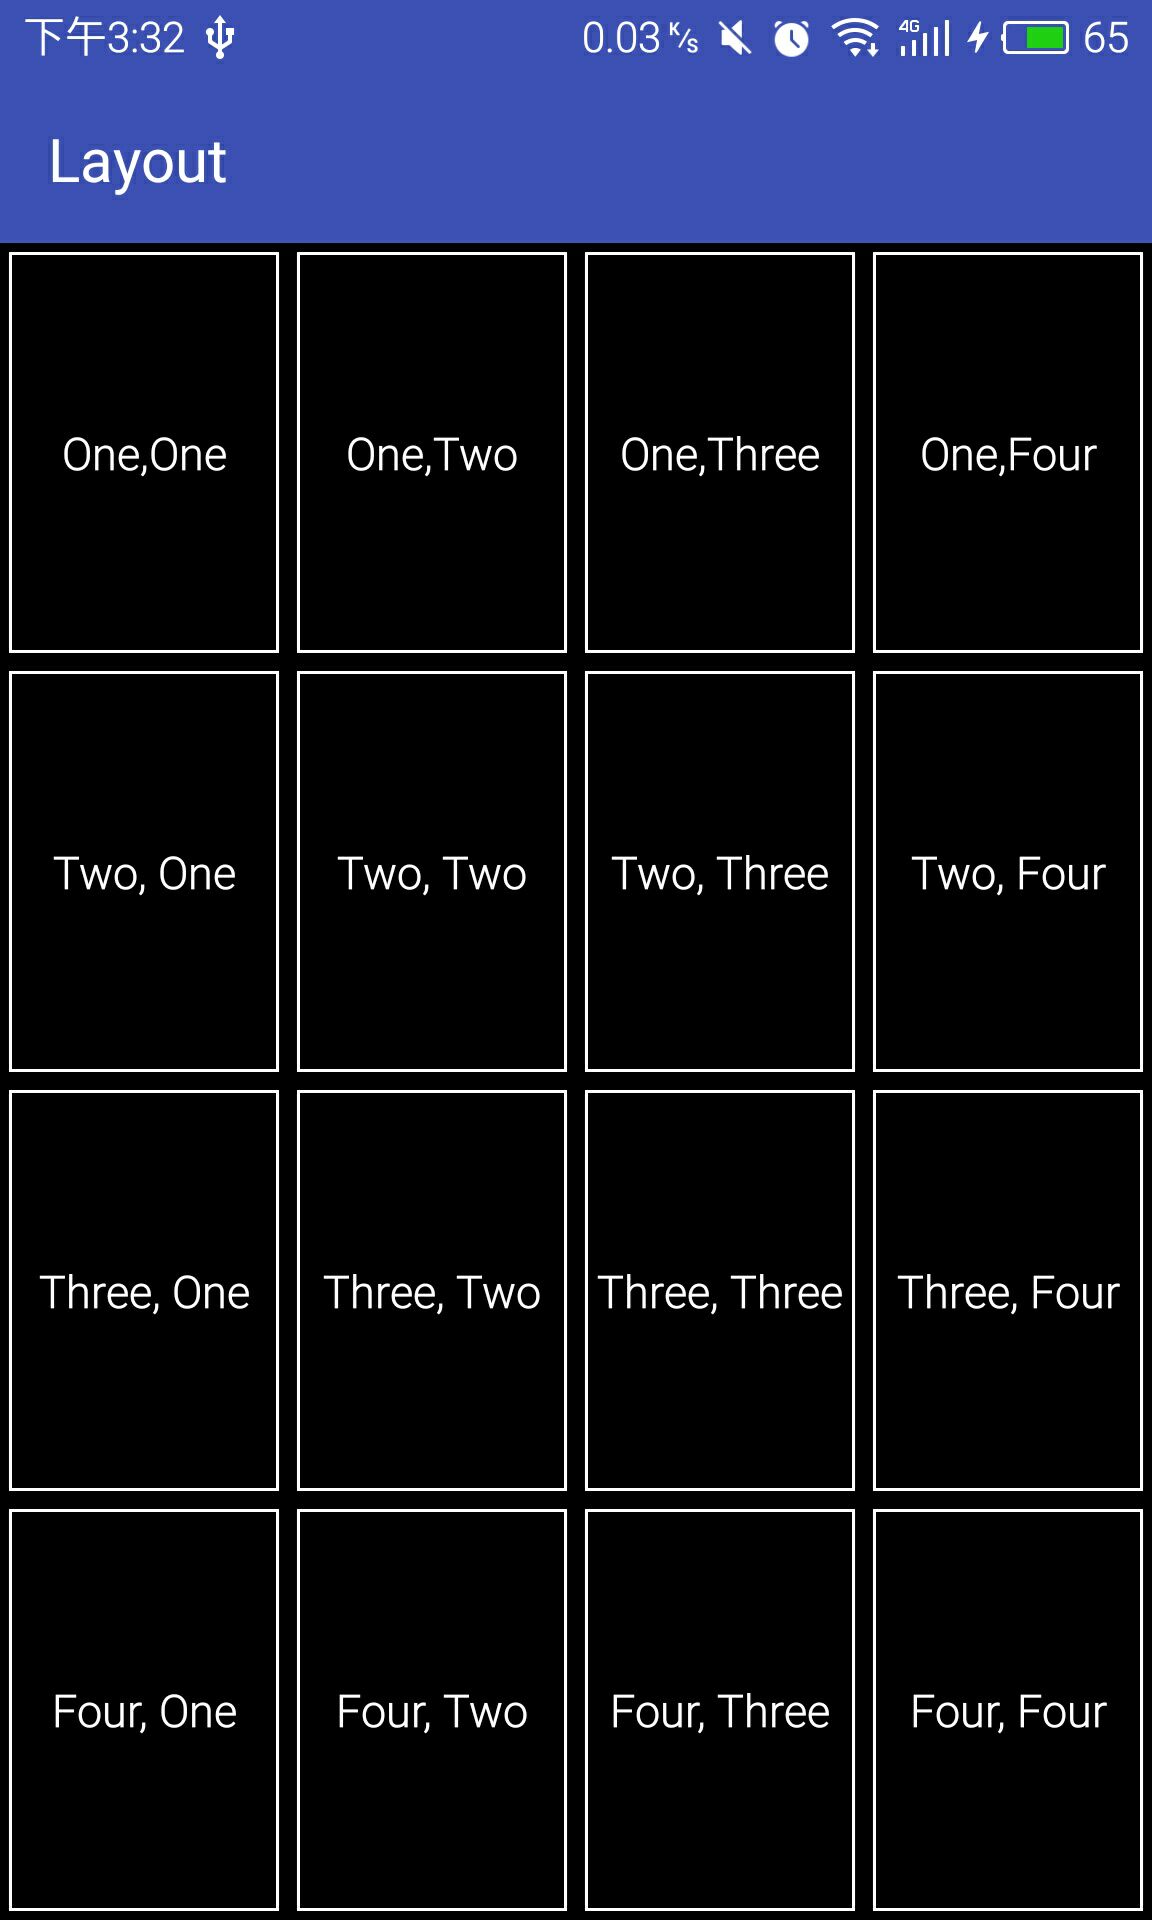 下午3:32 0.03 K/s 4G 65
Layout
One,One One,Two One,Three One,Four
Two, One Two, Two Two, Three Two, Four
Three, One Three, Two Three, Three Three, Four
Four, One Four, Two Four, Three Four, Four